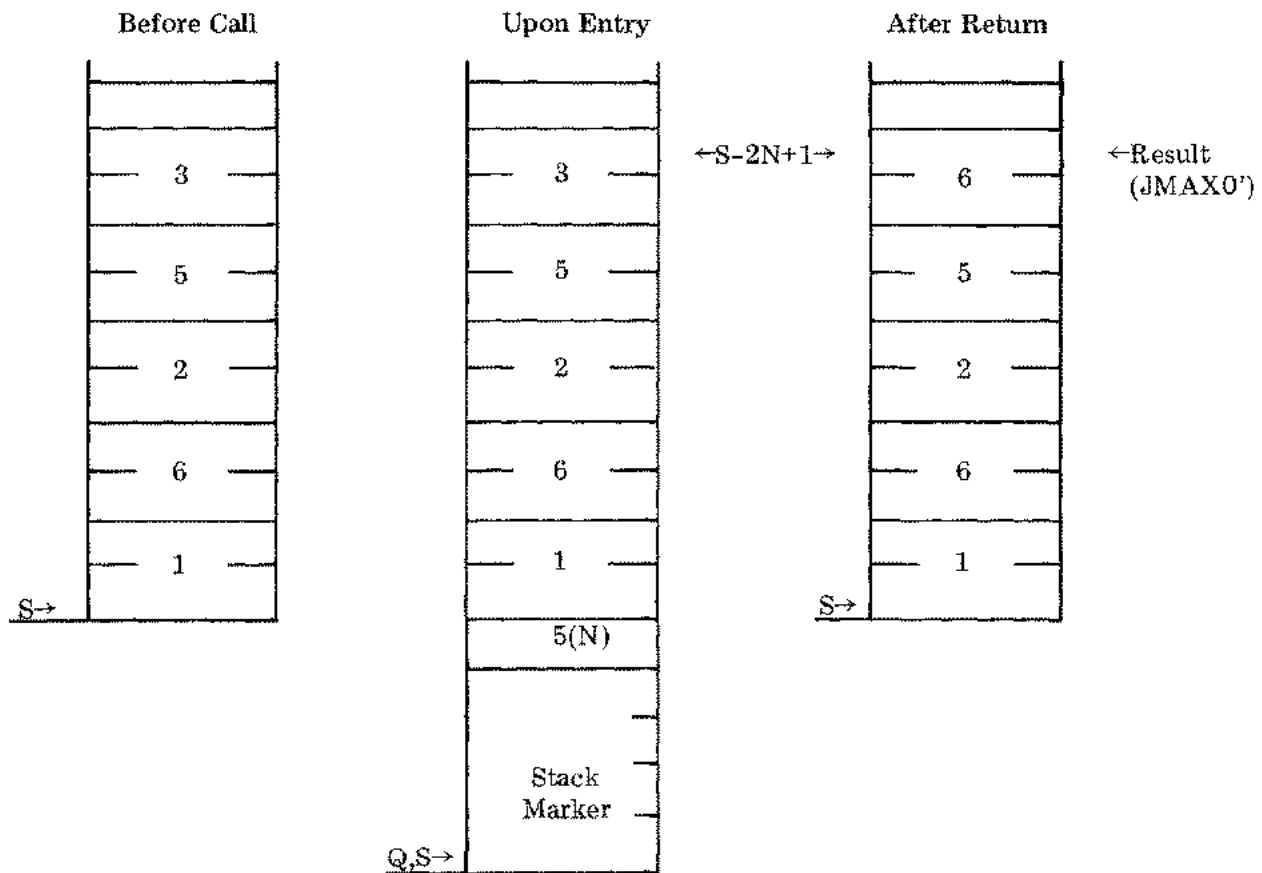 Before Call
Upon Entry
After Return
3
3
←S-2N+1→
6
←Result
(JMAX0')
5
5
5
2
2
2
6
6
6
1
1
1
S→
5(N)
S→
Stack
Marker
Q,S→